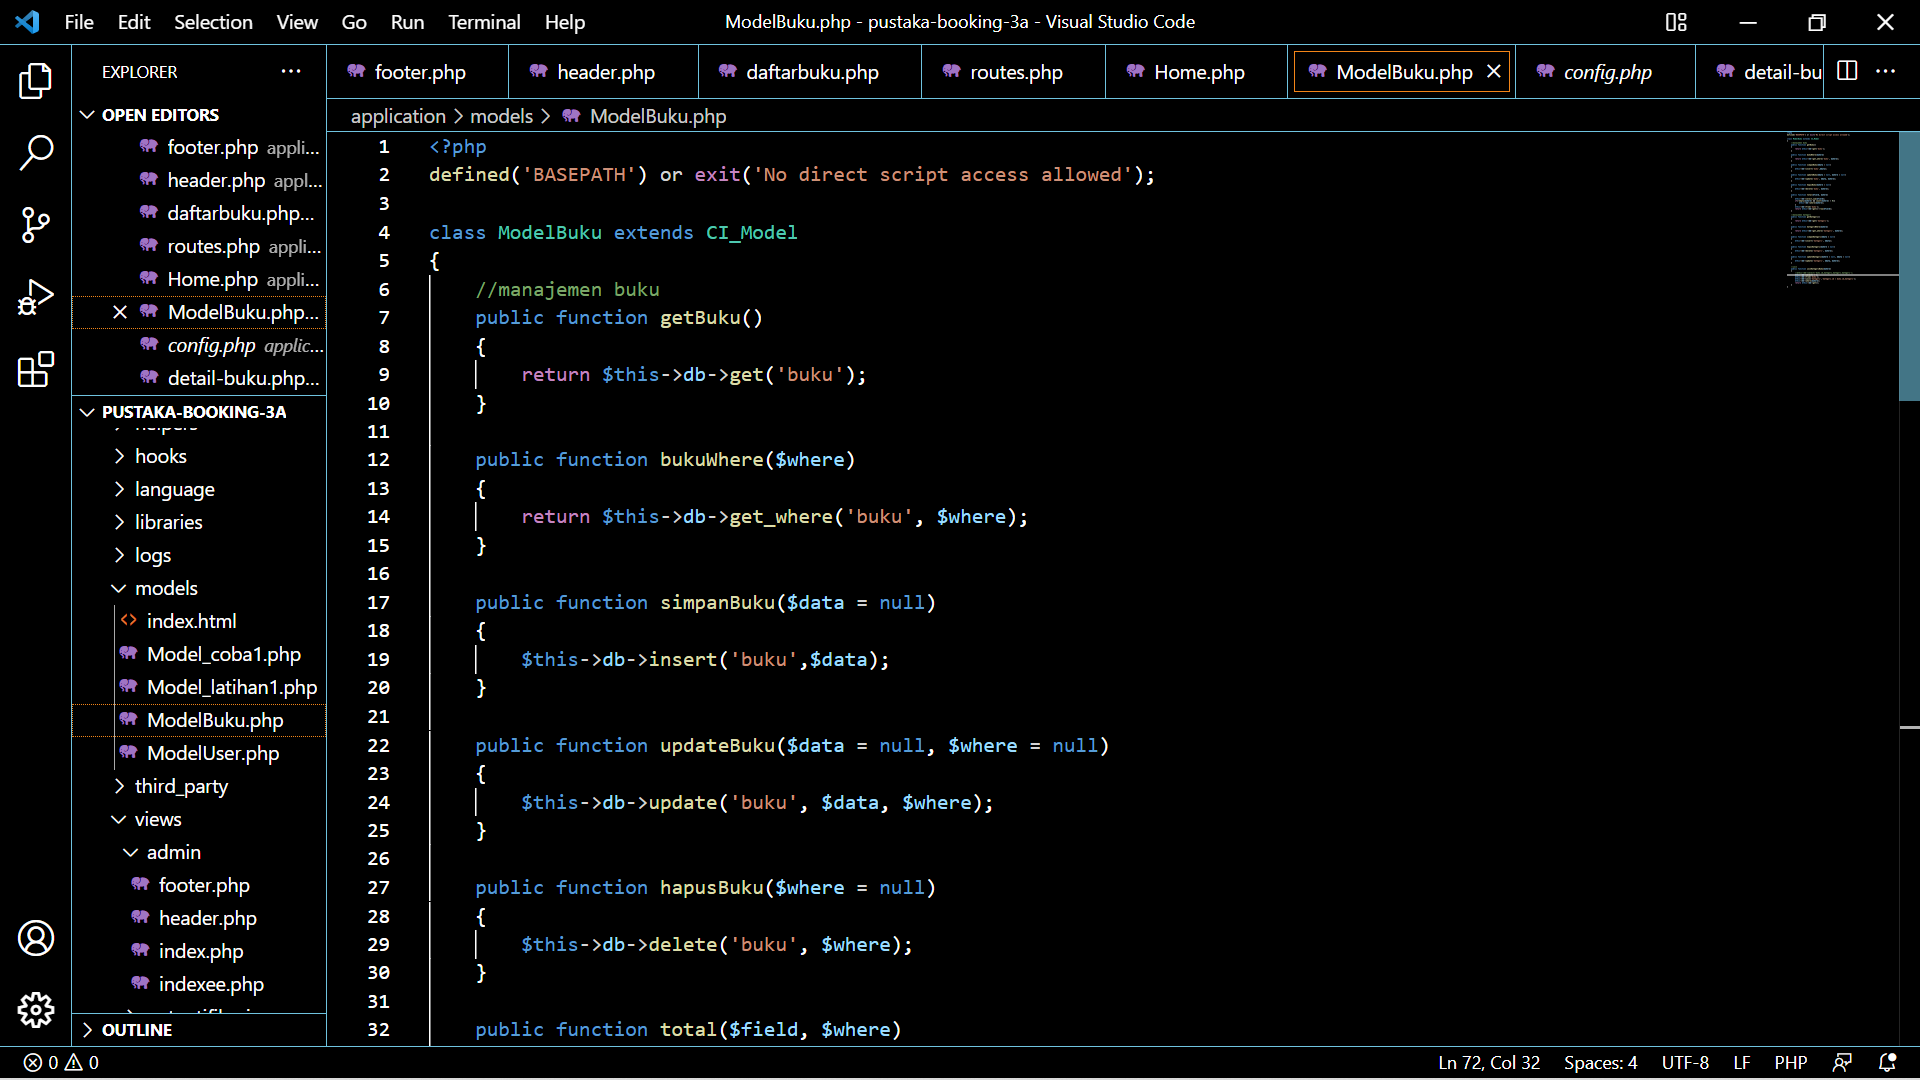 File Edit Selection View Go Run Terminal Help
ModelBuku.php - pustaka-booking-3a - Visual Studio Code
EXPLORER
OPEN EDITORS
footer.php appli...
header.php appl...
daftarbuku.php...
routes.php appli...
Home.php appli...
ModelBuku.php...
config.php applic...
detail-buku.php...
PUSTAKA-BOOKING-3A
helpers
hooks
language
libraries
logs
models
index.html
Model_coba1.php
Model_latihan1.php
ModelBuku.php
ModelUser.php
third_party
views
admin
footer.php
header.php
index.php
indexee.php
OUTLINE
footer.php header.php daftarbuku.php routes.php Home.php ModelBuku.php config.php detail-bu
application > models > ModelBuku.php
1 <?php
2 defined('BASEPATH') or exit('No direct script access allowed');
3
4 class ModelBuku extends CI_Model
5 {
6 //manajemen buku
7 public function getBuku()
8 {
9 return $this->db->get('buku');
10 }
11
12 public function bukuWhere($where)
13 {
14 return $this->db->get_where('buku', $where);
15 }
16
17 public function simpanBuku($data = null)
18 {
19 $this->db->insert('buku',$data);
20 }
21
22 public function updateBuku($data = null, $where = null)
23 {
24 $this->db->update('buku', $data, $where);
25 }
26
27 public function hapusBuku($where = null)
28 {
29 $this->db->delete('buku', $where);
30 }
31
32 public function total($field, $where)
0 0
Ln 72, Col 32 Spaces: 4 UTF-8 LF PHP